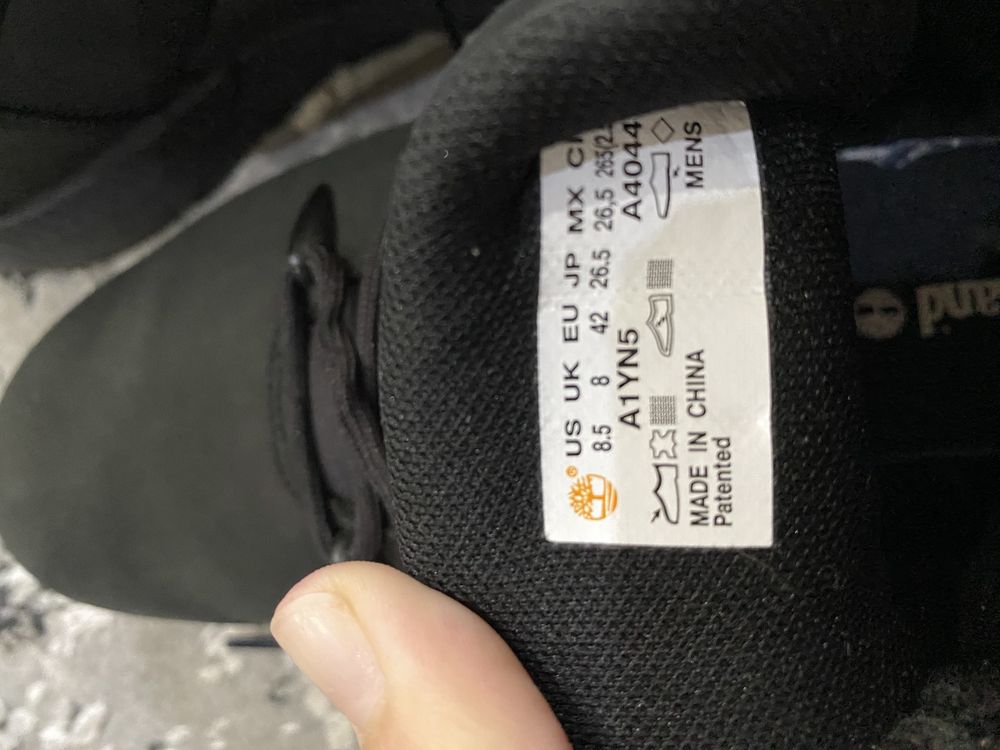 US UK EU JP MX
8.5 8 42 26.5 26,5
A1YN5 A4044
MENS
MADE IN CHINA
Patented